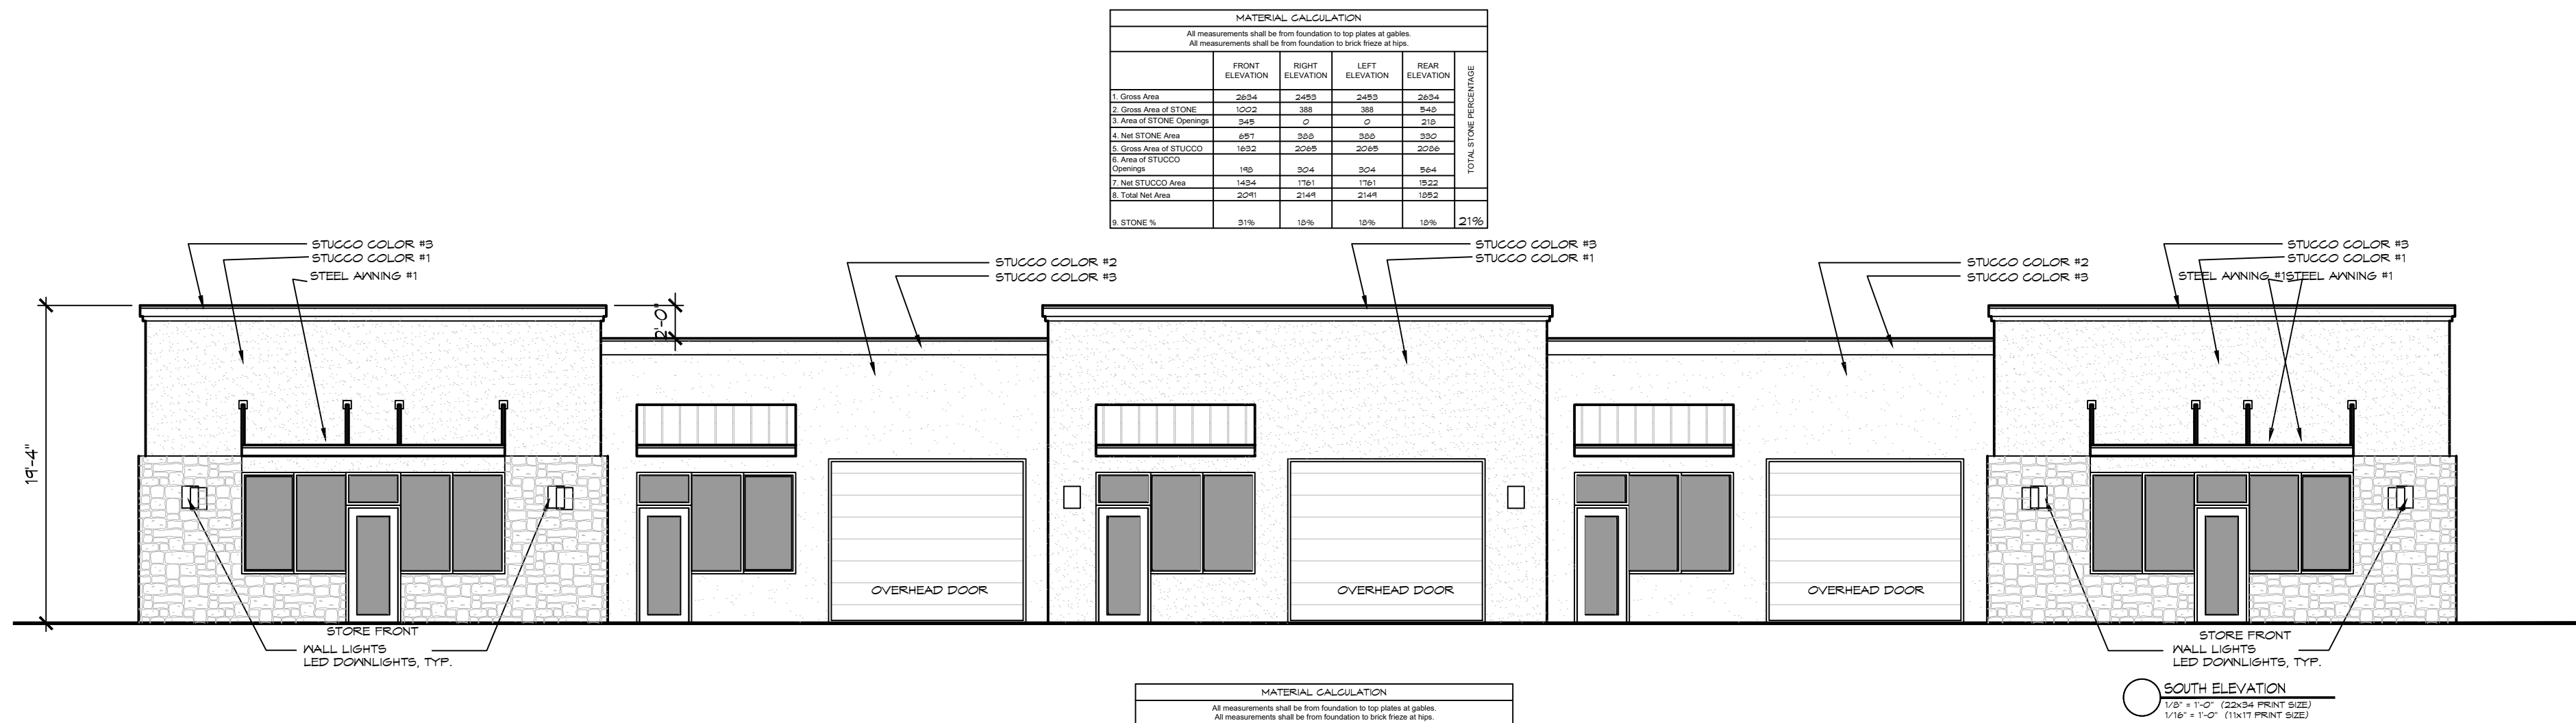 MATERIAL CALCULATION
All measurements shall be from foundation to top plates at gables.
All measurements shall be from foundation to brick frieze at hips.
FRONT ELEVATION RIGHT ELEVATION LEFT ELEVATION REAR ELEVATION TOTAL STONE PERCENTAGE
1. Gross Area 2634 2453 2453 2634
2. Gross Area of STONE 1002 388 388 548
3. Area of STONE Openings 345 0 0 218
4. Net STONE Area 657 388 388 330
5. Gross Area of STUCCO 1632 2065 2065 2086
6. Area of STUCCO Openings 198 304 304 564
7. Net STUCCO Area 1434 1761 1761 1522
8. Total Net Area 2091 2149 2149 1852
9. STONE % 31% 18% 18% 18% 21%
STUCCO COLOR #3
STUCCO COLOR #1
STEEL AWNING #1
STUCCO COLOR #2
STUCCO COLOR #3
STUCCO COLOR #3
STUCCO COLOR #1
STUCCO COLOR #2
STUCCO COLOR #3
STUCCO COLOR #3
STUCCO COLOR #1
STEEL AWNING #1 STEEL AWNING #1
2'-0"
19'-4"
OVERHEAD DOOR
OVERHEAD DOOR
OVERHEAD DOOR
STORE FRONT
WALL LIGHTS
LED DOWNLIGHTS, TYP.
STORE FRONT
WALL LIGHTS
LED DOWNLIGHTS, TYP.
SOUTH ELEVATION
1/8" = 1'-0" (22x34 PRINT SIZE)
1/16" = 1'-0" (11x17 PRINT SIZE)
MATERIAL CALCULATION
All measurements shall be from foundation to top plates at gables.
All measurements shall be from foundation to brick frieze at hips.